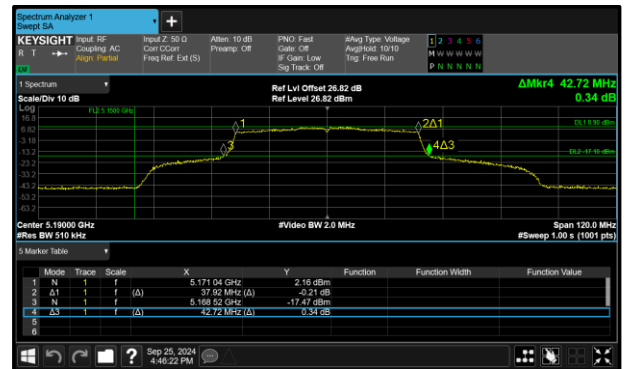 Spectrum Analyzer 1
Swept SA
+
KEYSIGHT Input: RF Input Z: 50 Ω Atten: 10 dB PNO: Fast #Avg Type: Voltage 1 2 3 4 5 6
R T Coupling: AC Corr CCorr Preamp: Off Gate: Off Avg|Hold: 10/10 M W W W W W
Align: Partial Freq Ref: Ext (S) IF Gain: Low Trig: Free Run
Sig Track: Off P N N N N N
1 Spectrum
Ref Lvl Offset 26.82 dB ΔMkr4 42.72 MHz
Scale/Div 10 dB Ref Level 26.82 dBm 0.34 dB
Log
FL2 5.1500 GHz
16.8
1 2Δ1
6.82
DL1 8.90 dBm
-3.18
3 4Δ3
-13.2
DL2 -17.10 dBm
-23.2
-33.2
-43.2
-53.2
-63.2
Center 5.19000 GHz #Video BW 2.0 MHz Span 120.0 MHz
#Res BW 510 kHz #Sweep 1.00 s (1001 pts)
5 Marker Table
Mode Trace Scale X Y Function Function Width Function Value
1 N 1 f 5.171 04 GHz 2.16 dBm
2 Δ1 1 f (Δ) 37.92 MHz (Δ) -0.21 dB
3 N 1 f 5.168 52 GHz -17.47 dBm
4 Δ3 1 f (Δ) 42.72 MHz (Δ) 0.34 dB
5
6
? Sep 25, 2024
4:46:22 PM